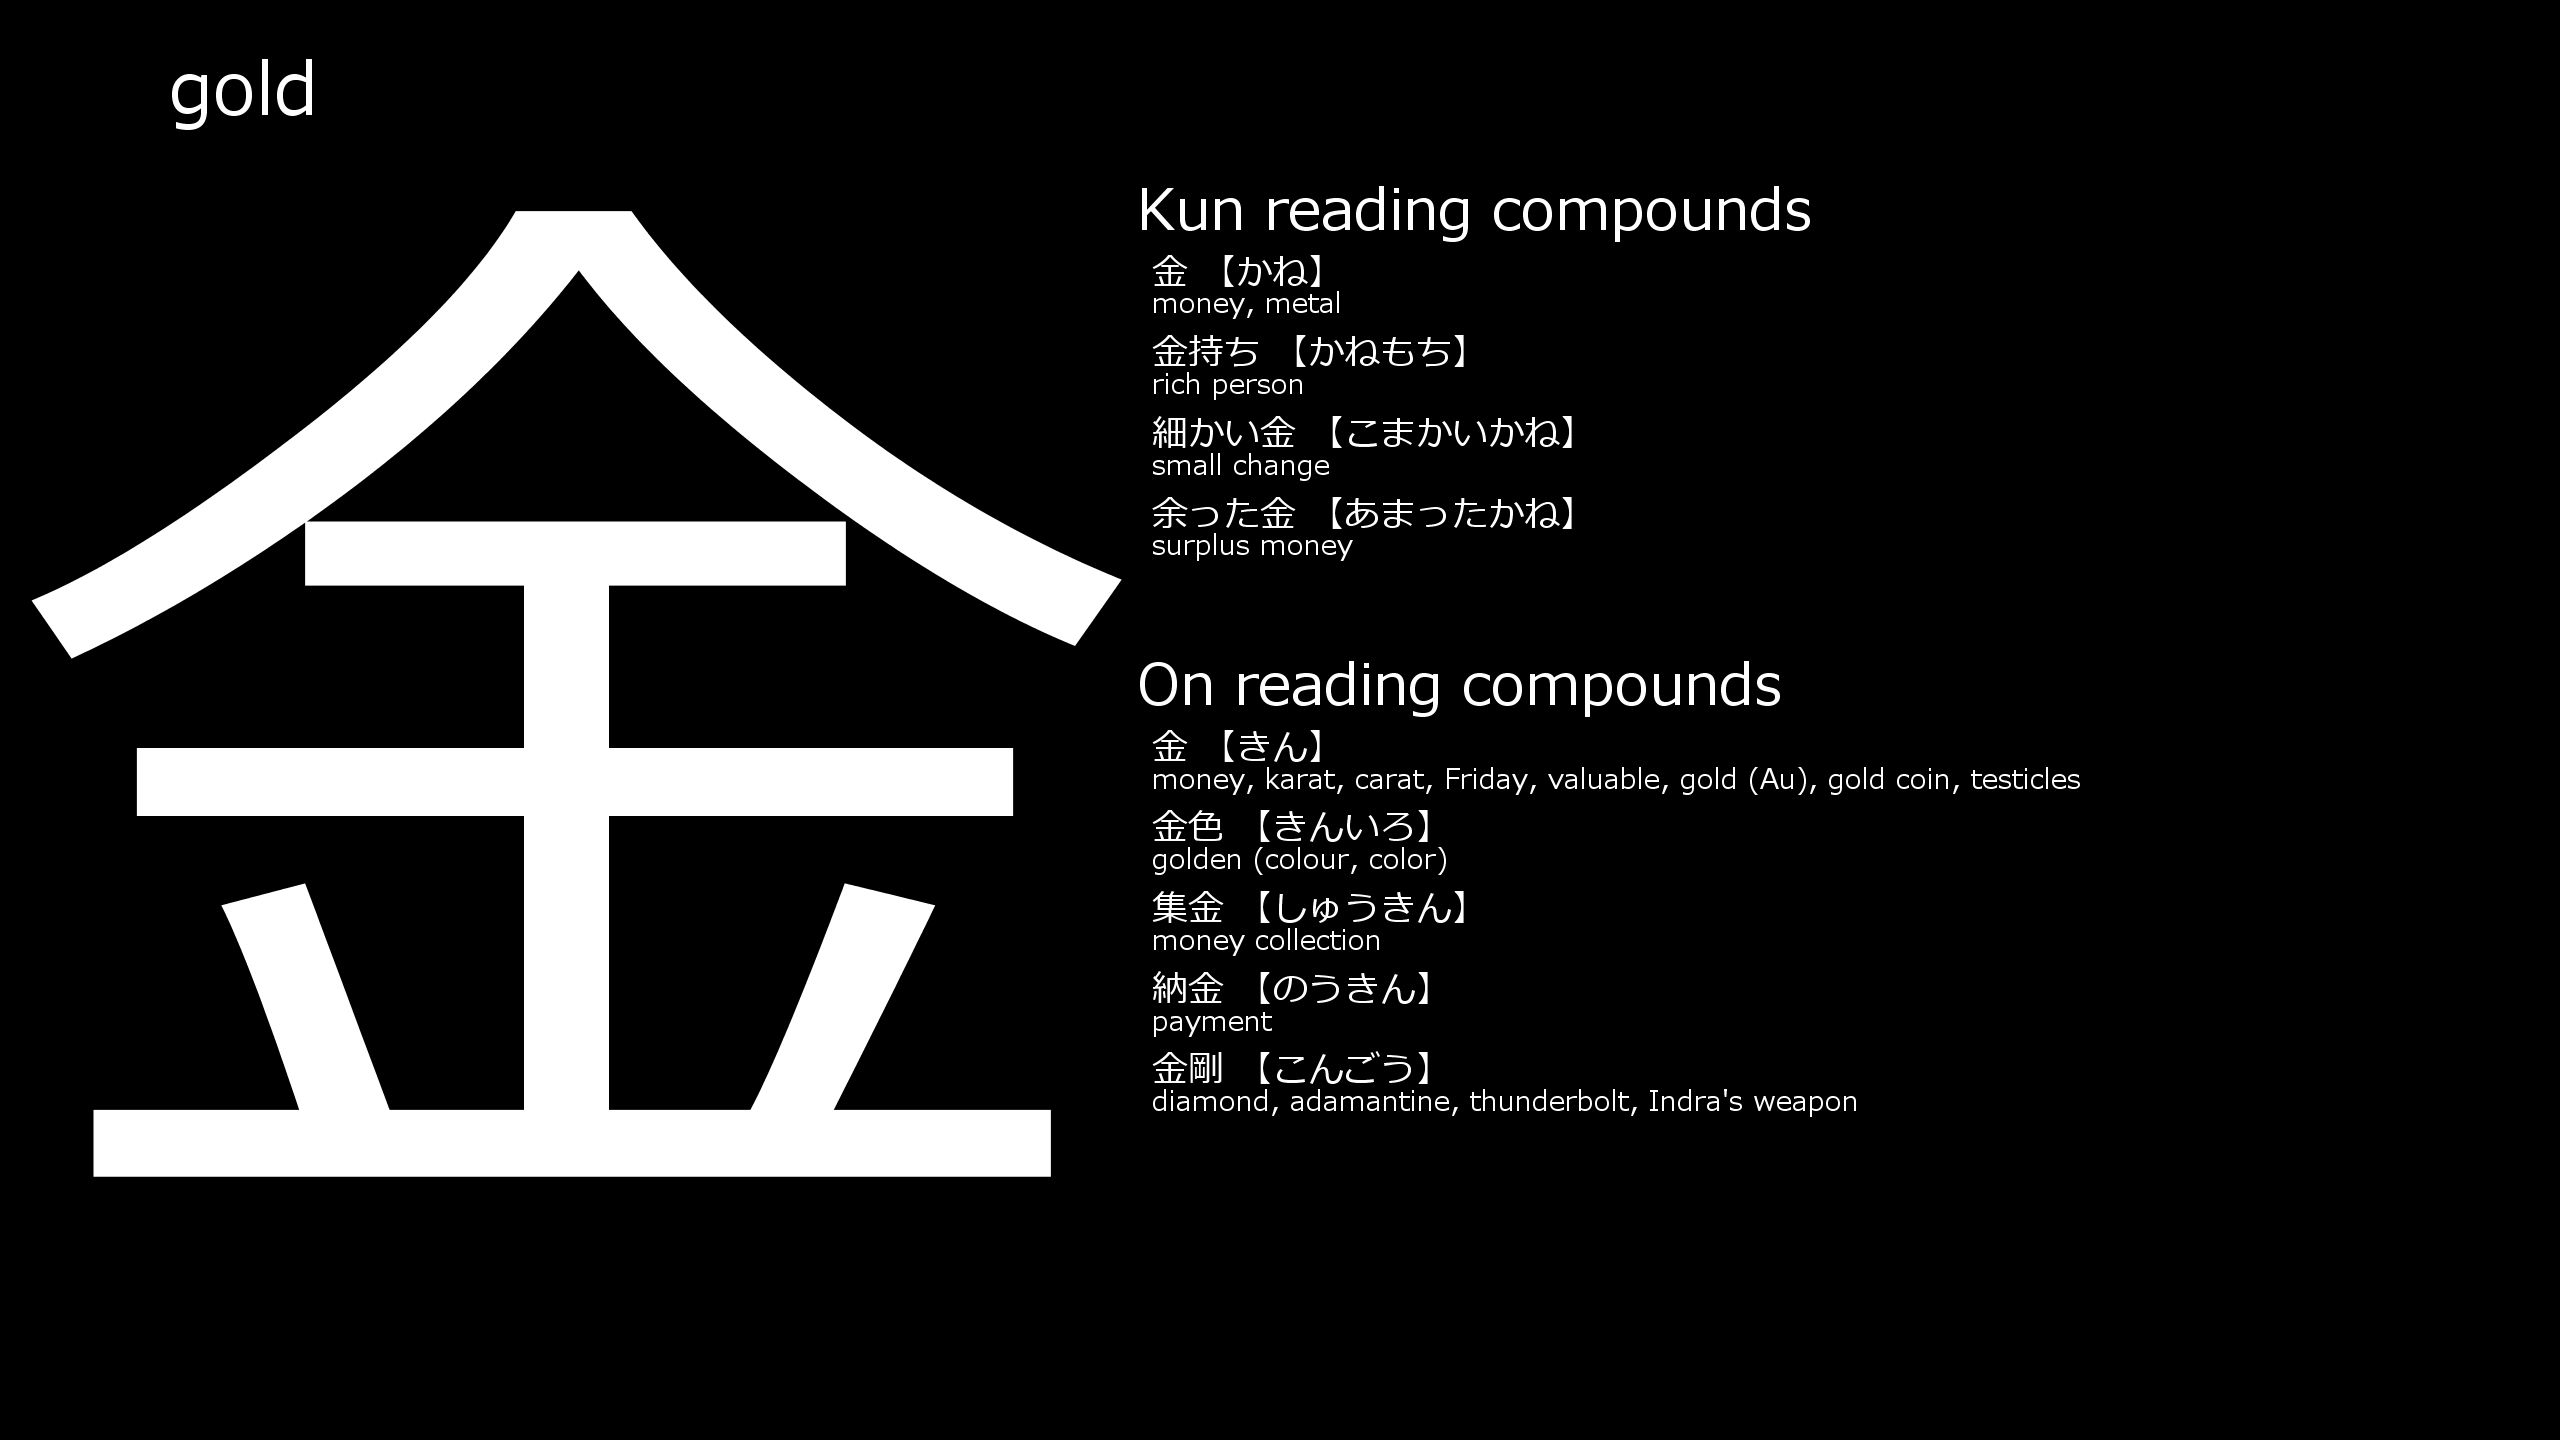 gold
金
Kun reading compounds
金 【かね】
money, metal
金持ち 【かねもち】
rich person
細かい金 【こまかいかね】
small change
余った金 【あまったかね】
surplus money
On reading compounds
金 【きん】
money, karat, carat, Friday, valuable, gold (Au), gold coin, testicles
金色 【きんいろ】
golden (colour, color)
集金 【しゅうきん】
money collection
納金 【のうきん】
payment
金剛 【こんごう】
diamond, adamantine, thunderbolt, Indra's weapon